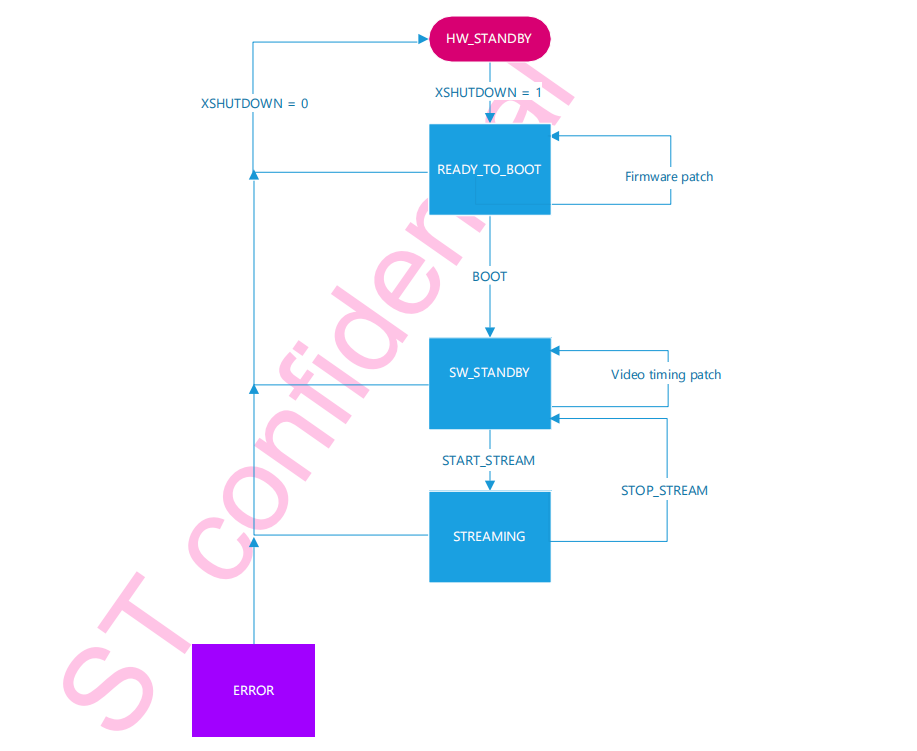 HW_STANDBY
XSHUTDOWN = 0
XSHUTDOWN = 1
READY_TO_BOOT
Firmware patch
BOOT
SW_STANDBY
Video timing patch
START_STREAM
STOP_STREAM
STREAMING
ERROR
ST confidential